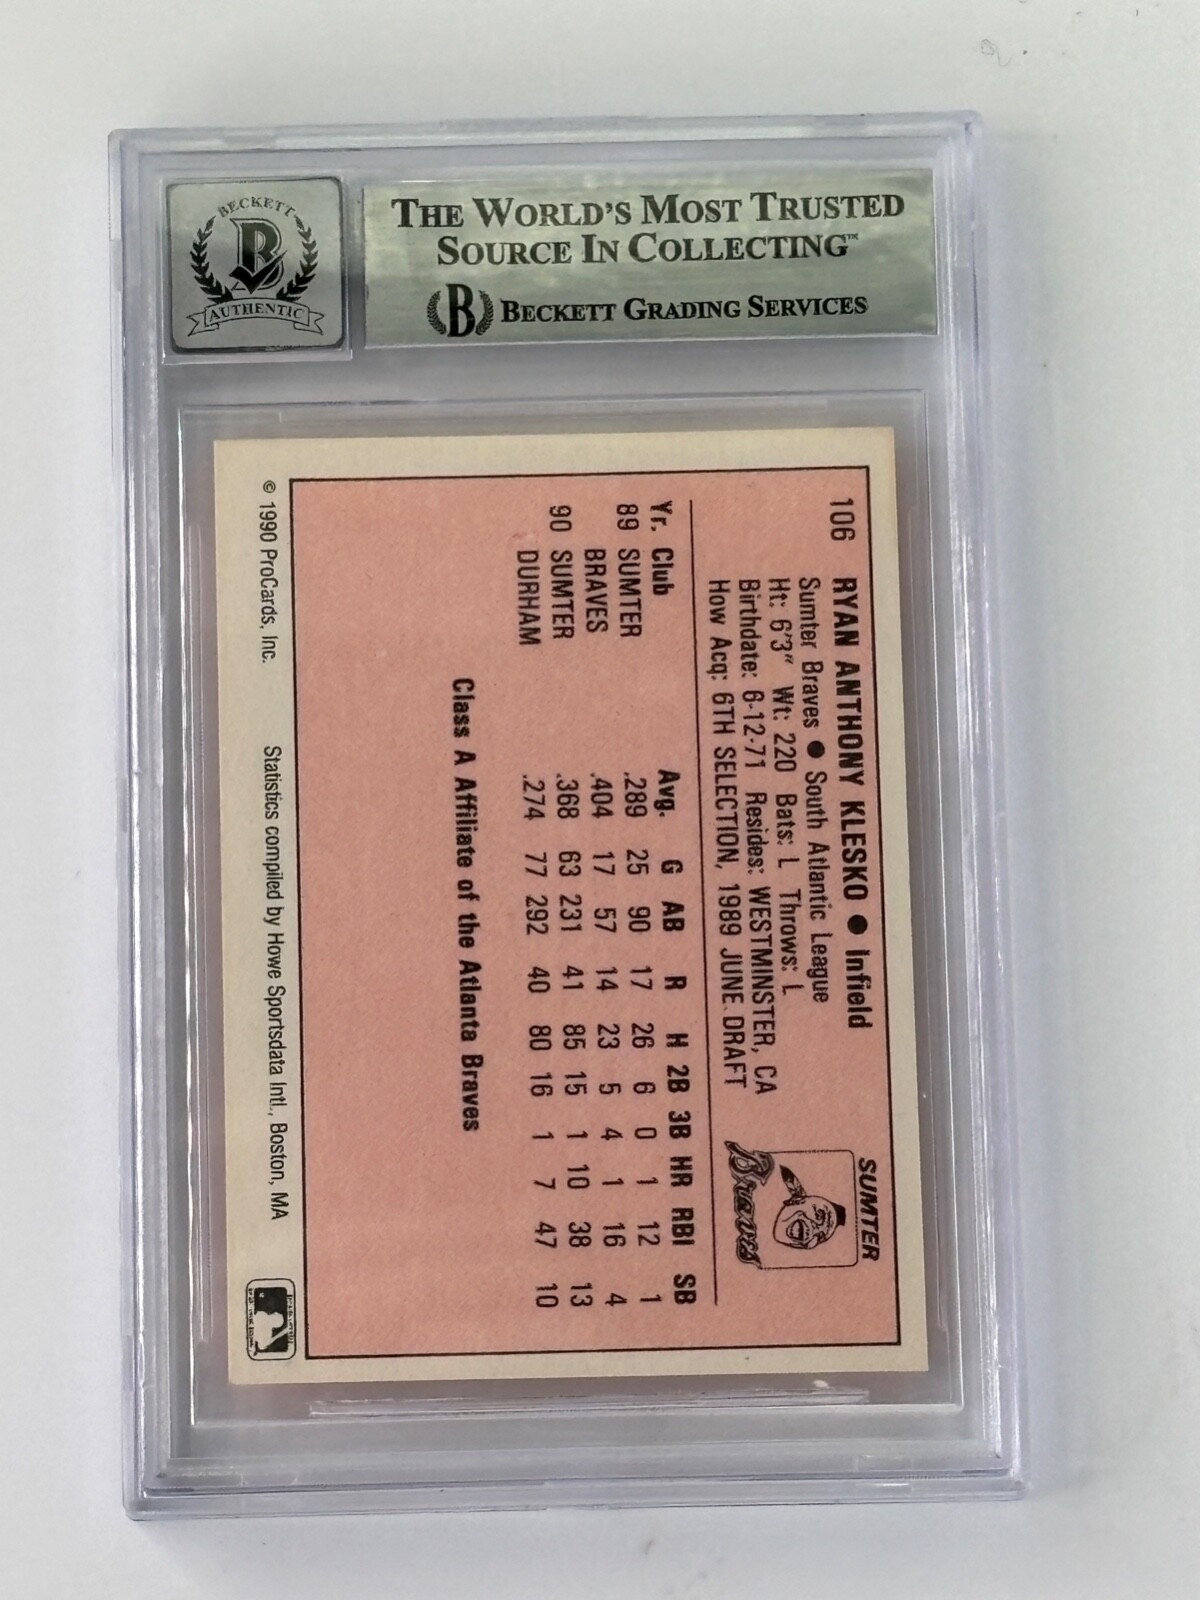 BECKETT
B
AUTHENTIC
THE WORLD'S MOST TRUSTED
SOURCE IN COLLECTING™
B BECKETT GRADING SERVICES
106 RYAN ANTHONY KLESKO ● Infield
Sumter Braves ● South Atlantic League
Ht: 6'3" Wt: 220 Bats: L Throws: L
Birthdate: 6-12-71 Resides: WESTMINSTER, CA
How Acq: 6TH SELECTION, 1989 JUNE DRAFT
SUMTER
Braves
Yr. Club Avg. G AB R H 2B 3B HR RBI SB
89 SUMTER .289 25 90 17 26 6 0 1 12 1
BRAVES .404 17 57 14 23 5 4 1 16 4
90 SUMTER .368 63 231 41 85 15 1 10 38 13
DURHAM .274 77 292 40 80 16 1 7 47 10
Class A Affiliate of the Atlanta Braves
© 1990 ProCards, Inc. Statistics compiled by Howe Sportsdata Intl., Boston, MA